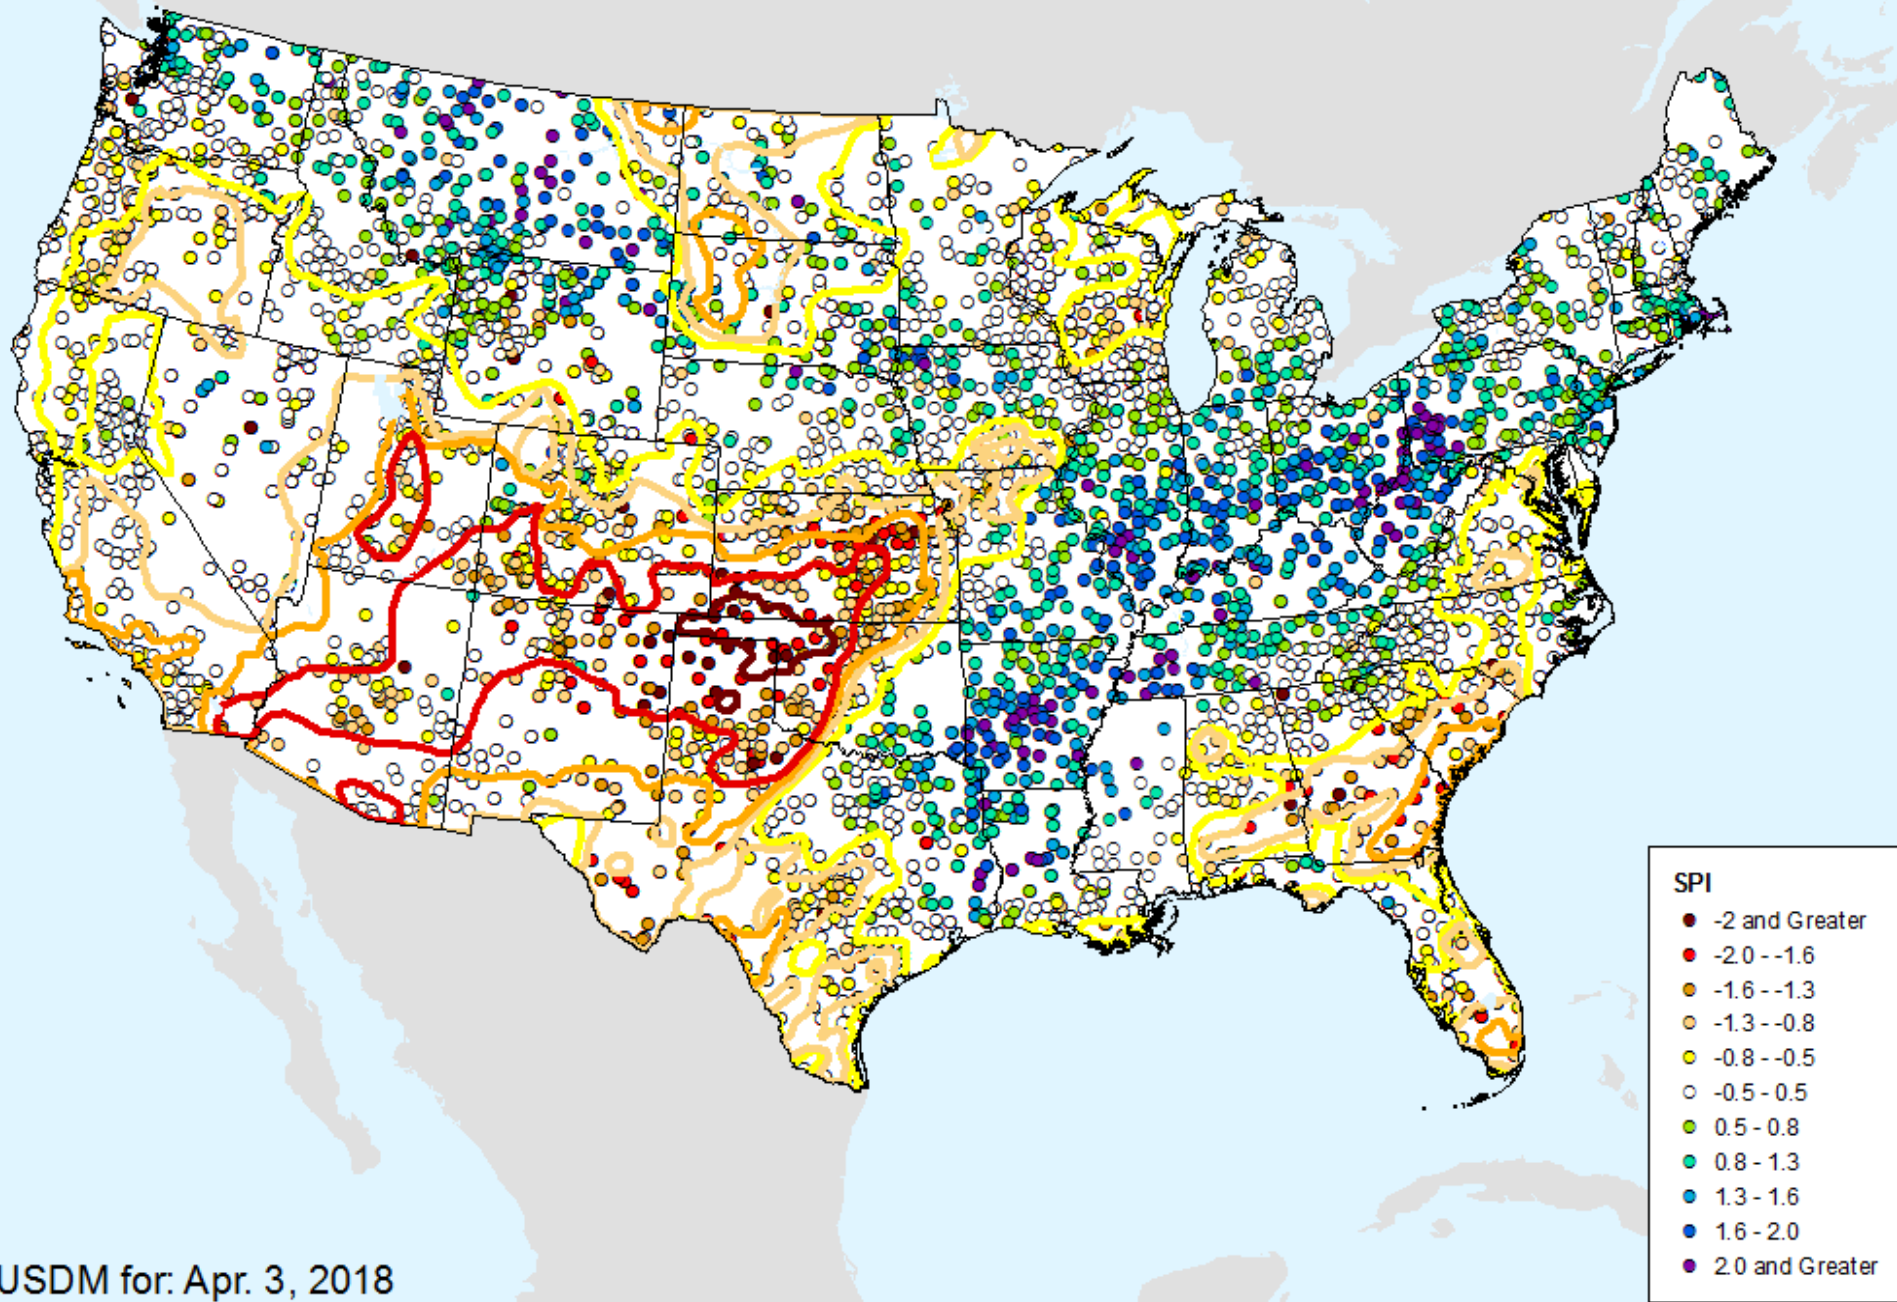 SPI
-2 and Greater
-2.0 - -1.6
-1.6 - -1.3
-1.3 - -0.8
-0.8 - -0.5
-0.5 - 0.5
0.5 - 0.8
0.8 - 1.3
1.3 - 1.6
1.6 - 2.0
2.0 and Greater
USDM for: Apr. 3, 2018